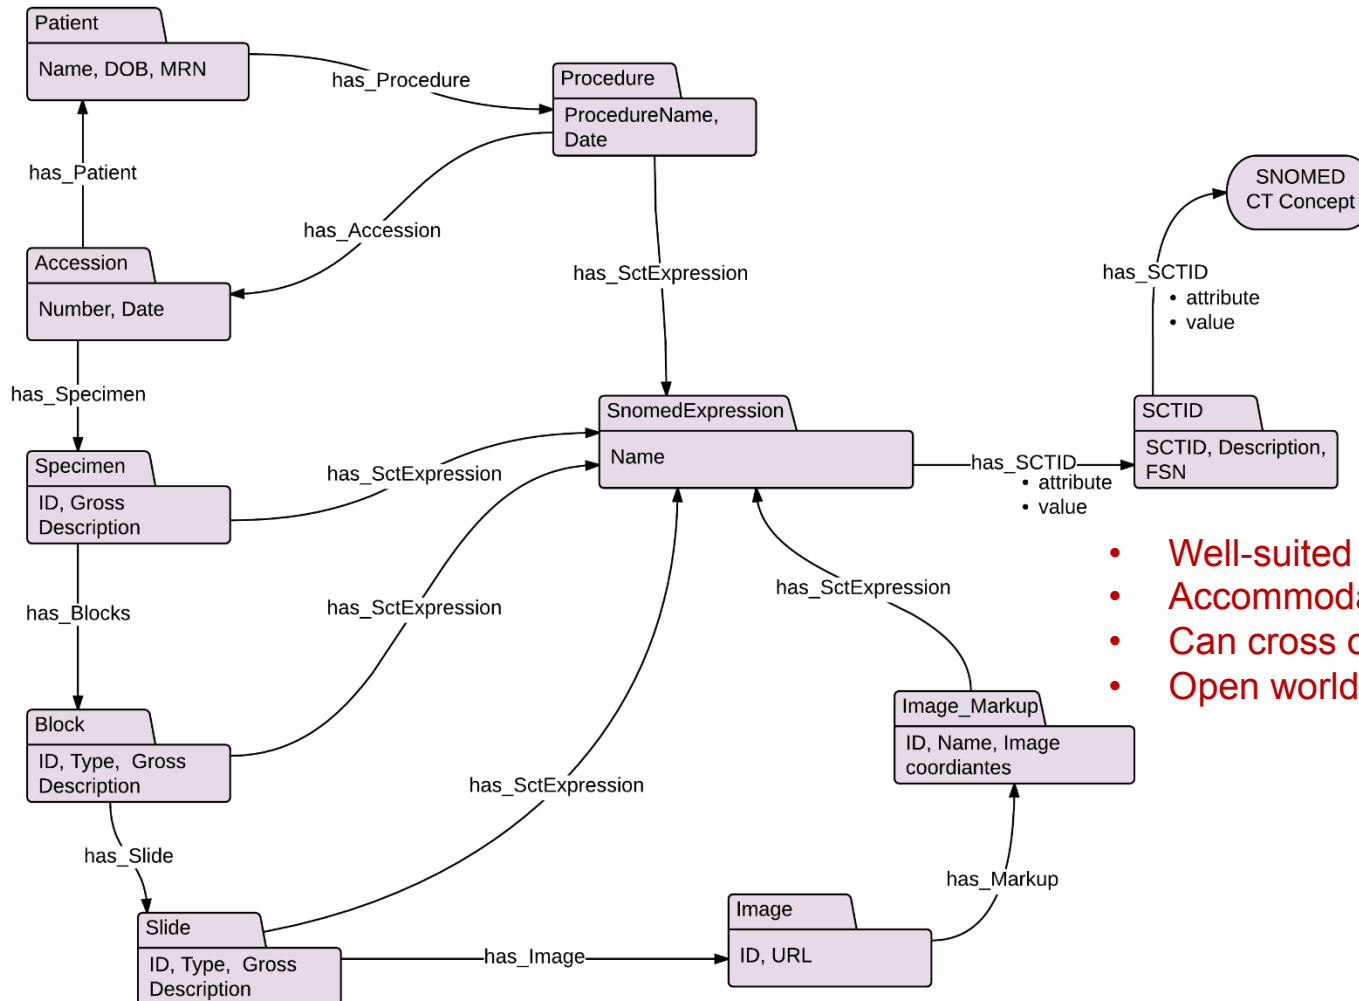 Patient
Name, DOB, MRN
has_Procedure
Procedure
ProcedureName,
Date
has_Patient
has_Accession
SNOMED
CT Concept
Accession
Number, Date
has_SctExpression
has_SCTID
• attribute
• value
has_Specimen
SnomedExpression
Name
SCTID
SCTID, Description,
FSN
Specimen
ID, Gross
Description
has_SctExpression
has_SCTID
• attribute
• value
• Well-suited
• Accommoda
• Can cross
• Open world
has_Blocks
has_SctExpression
has_SctExpression
Block
ID, Type, Gross
Description
Image_Markup
ID, Name, Image
coordiantes
has_SctExpression
has_Slide
has_Markup
Slide
ID, Type, Gross
Description
has_Image
Image
ID, URL